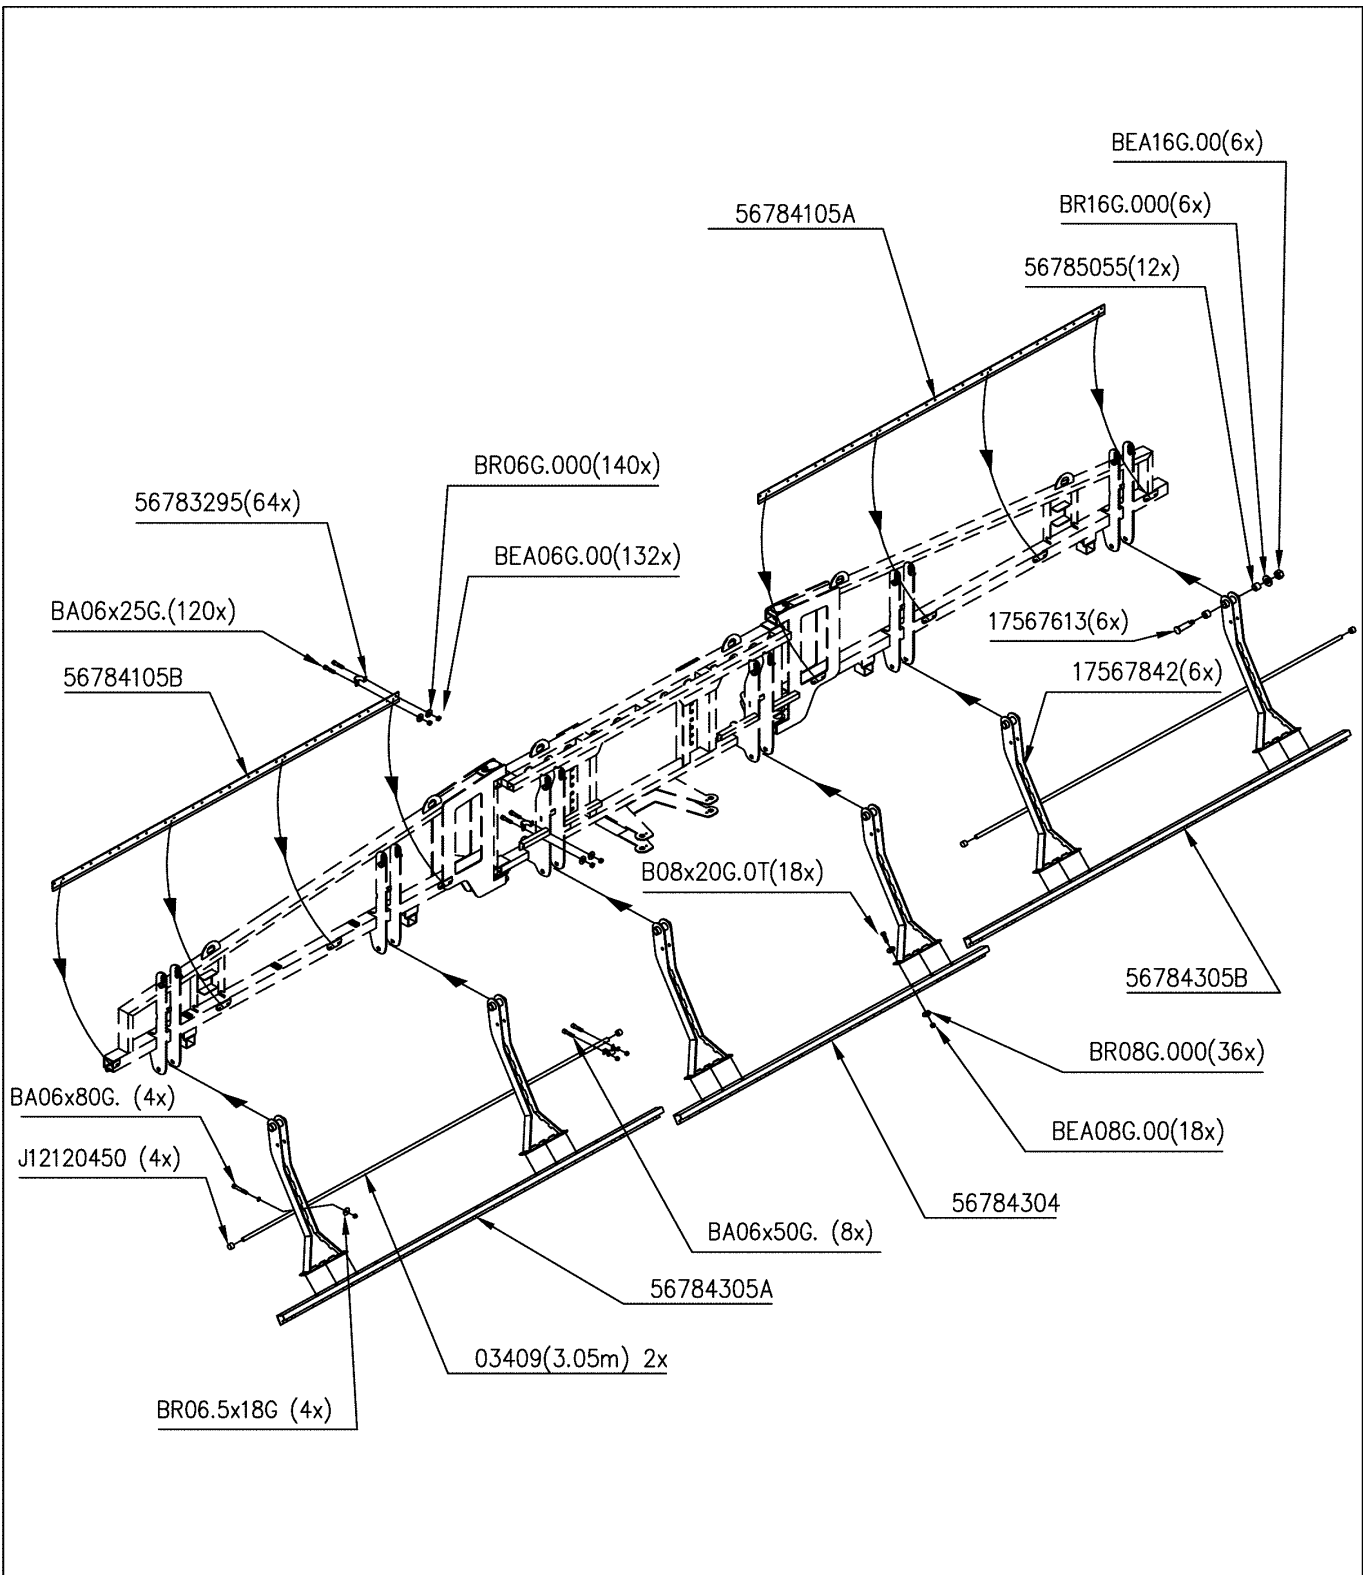 BEA16G.00(6x)
56784105A
BR16G.000(6x)
56785055(12x)
BR06G.000(140x)
56783295(64x)
BEA06G.00(132x)
BA06x25G.(120x)
17567613(6x)
56784105B
17567842(6x)
B08x20G.0T(18x)
56784305B
BR08G.000(36x)
BA06x80G. (4x)
BEA08G.00(18x)
J12120450 (4x)
56784304
BA06x50G. (8x)
56784305A
03409(3.05m) 2x
BR06.5x18G (4x)